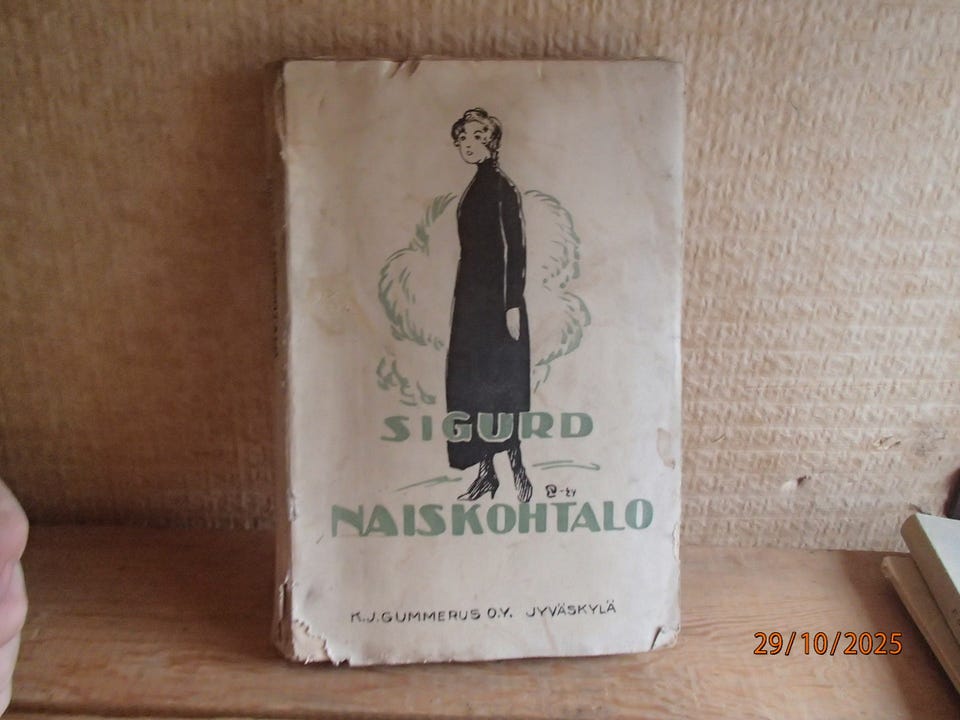 SIGURD
NAISKOHTALO
K.J.GUMMERUS O.Y. JYVÄSKYLÄ
29/10/2025